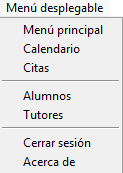 Menú desplegable
Menú principal
Calendario
Citas
Alumnos
Tutores
Cerrar sesión
Acerca de